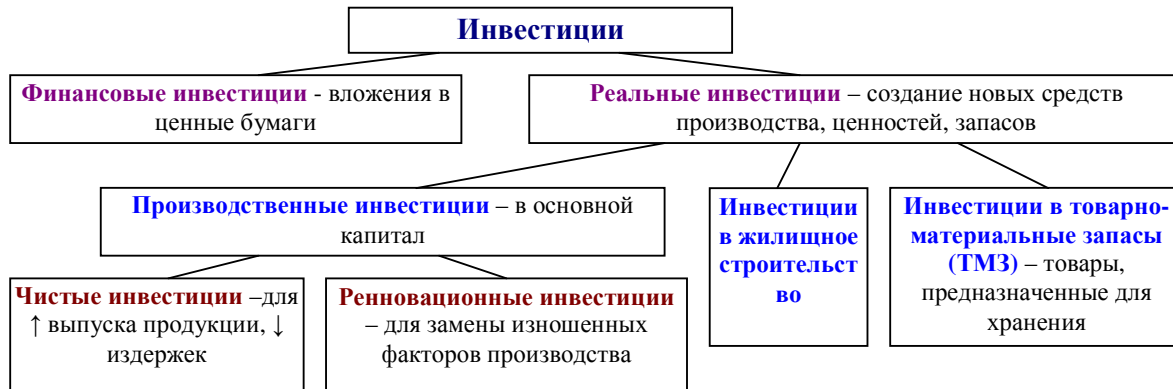 Инвестиции
Финансовые инвестиции - вложения в
ценные бумаги
Реальные инвестиции – создание новых средств
производства, ценностей, запасов
Производственные инвестиции – в основной
капитал
Инвестиции
в жилищное
строительст
во
Инвестиции в товарно-
материальные запасы
(ТМЗ) – товары,
предназначенные для
хранения
Чистые инвестиции –для
↑ выпуска продукции, ↓
издержек
Ренновационные инвестиции
– для замены изношенных
факторов производства